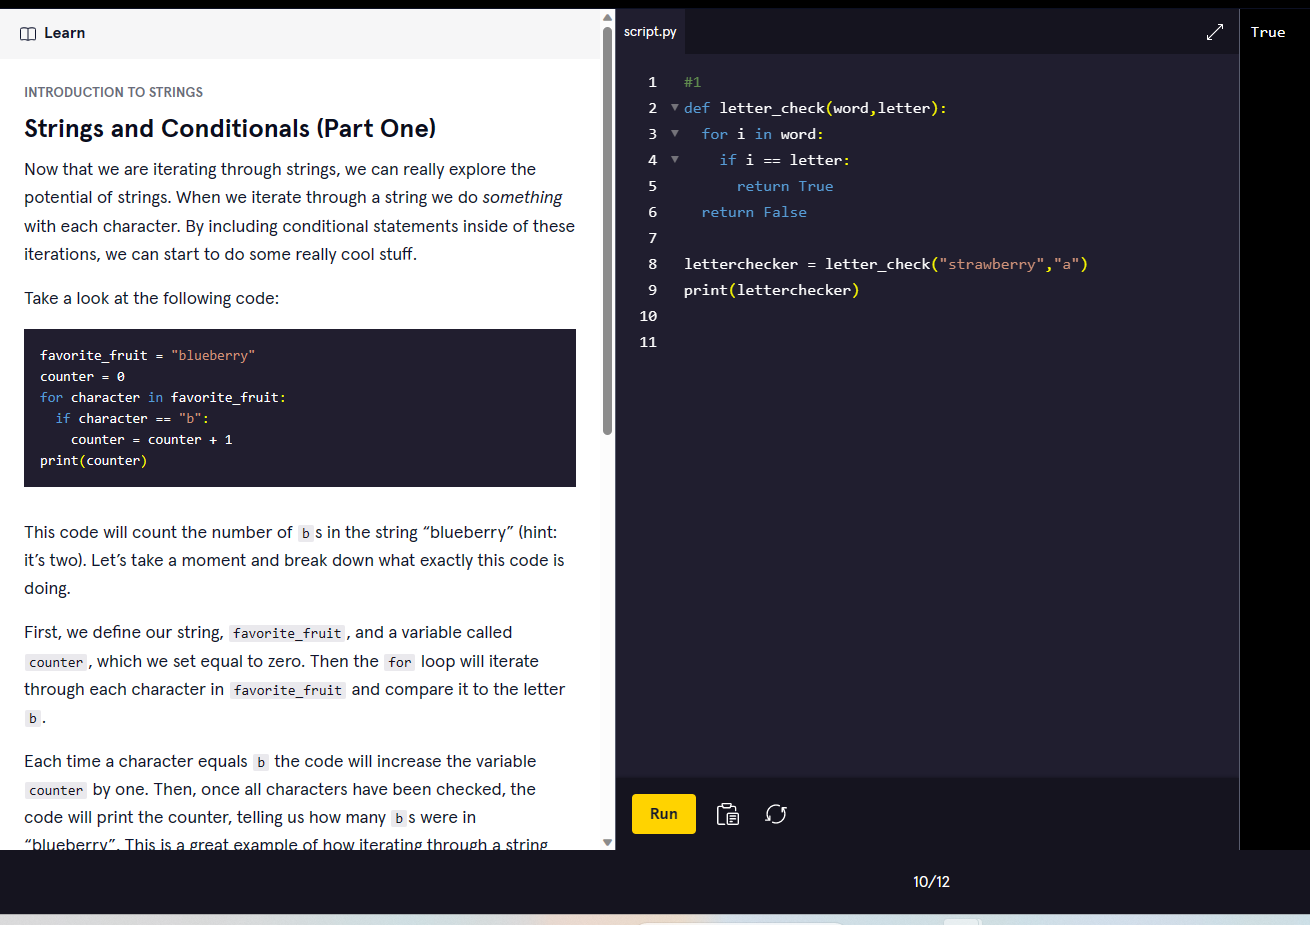 Learn
INTRODUCTION TO STRINGS
Strings and Conditionals (Part One)
Now that we are iterating through strings, we can really explore the
potential of strings. When we iterate through a string we do something
with each character. By including conditional statements inside of these
iterations, we can start to do some really cool stuff.
Take a look at the following code:
favorite_fruit = "blueberry"
counter = 0
for character in favorite_fruit:
  if character == "b":
    counter = counter + 1
print(counter)
This code will count the number of b s in the string “blueberry” (hint:
it’s two). Let’s take a moment and break down what exactly this code is
doing.
First, we define our string, favorite_fruit, and a variable called
counter, which we set equal to zero. Then the for loop will iterate
through each character in favorite_fruit and compare it to the letter
b.
Each time a character equals b the code will increase the variable
counter by one. Then, once all characters have been checked, the
code will print the counter, telling us how many b s were in
“blueberry”. This is a great example of how iterating through a string
script.py
1 #1
2 def letter_check(word,letter):
3   for i in word:
4     if i == letter:
5       return True
6   return False
7
8 letterchecker = letter_check("strawberry","a")
9 print(letterchecker)
10
11
Run
True
10/12